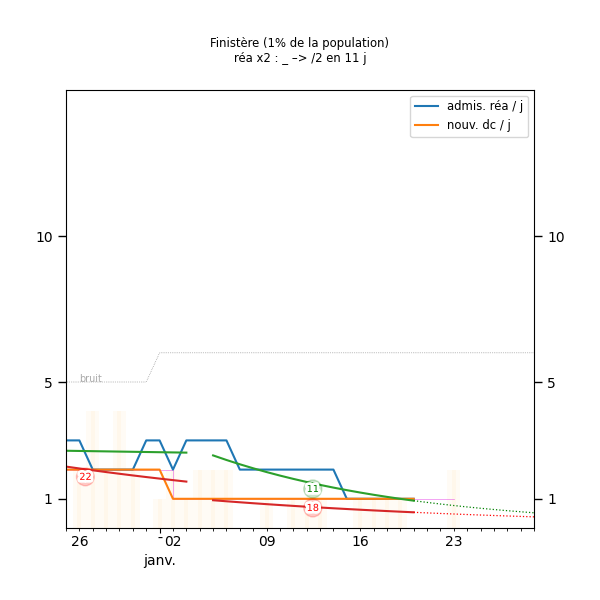 Finistère (1% de la population)
réa x2 : _ –> /2 en 11 j
admis. réa / j
nouv. dc / j
10
10
bruit
5
5
22
11
18
1
1
26
02
09
16
23
janv.